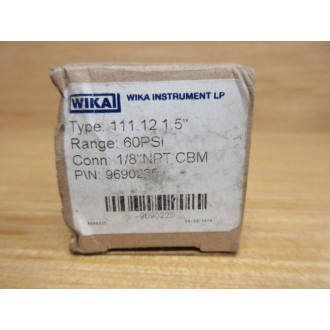 WIKA
WIKA INSTRUMENT LP
Type: 111.12 1.5"
Range: 60PSI
Conn: 1/8"NPT CBM
P\N: 9690225
9690225